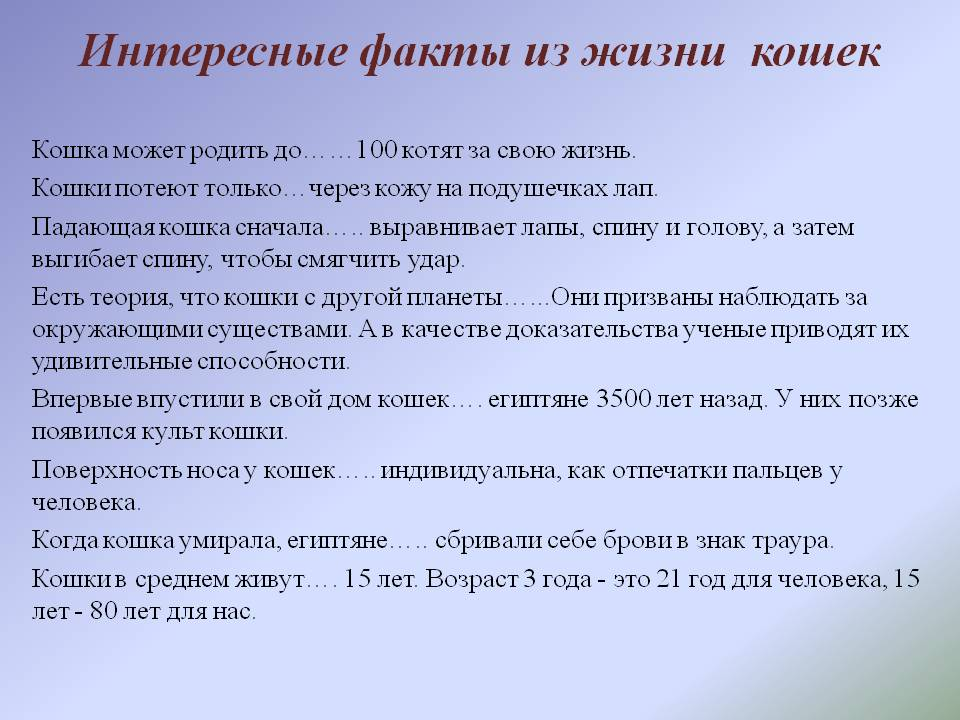 Интересные факты из жизни кошек
Кошка может родить до……100 котят за свою жизнь.
Кошки потеют только…через кожу на подушечках лап.
Падающая кошка сначала….. выравнивает лапы, спину и голову, а затем
выгибает спину, чтобы смягчить удар.
Есть теория, что кошки с другой планеты…...Они призваны наблюдать за
окружающими существами. А в качестве доказательства ученые приводят их
удивительные способности.
Впервые впустили в свой дом кошек…. египтяне 3500 лет назад. У них позже
появился культ кошки.
Поверхность носа у кошек….. индивидуальна, как отпечатки пальцев у
человека.
Когда кошка умирала, египтяне….. сбривали себе брови в знак траура.
Кошки в среднем живут…. 15 лет. Возраст 3 года - это 21 год для человека, 15
лет - 80 лет для нас.